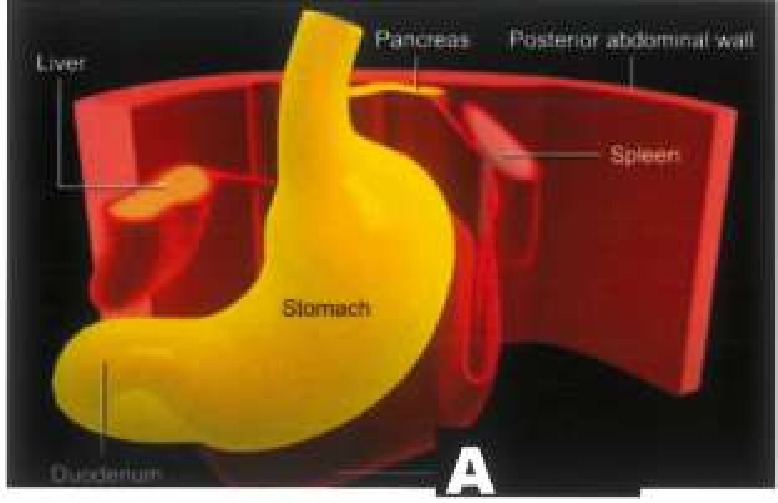 Pancreas
Posterior abdominal wall
Liver
Spleen
Stomach
Duodenum
A